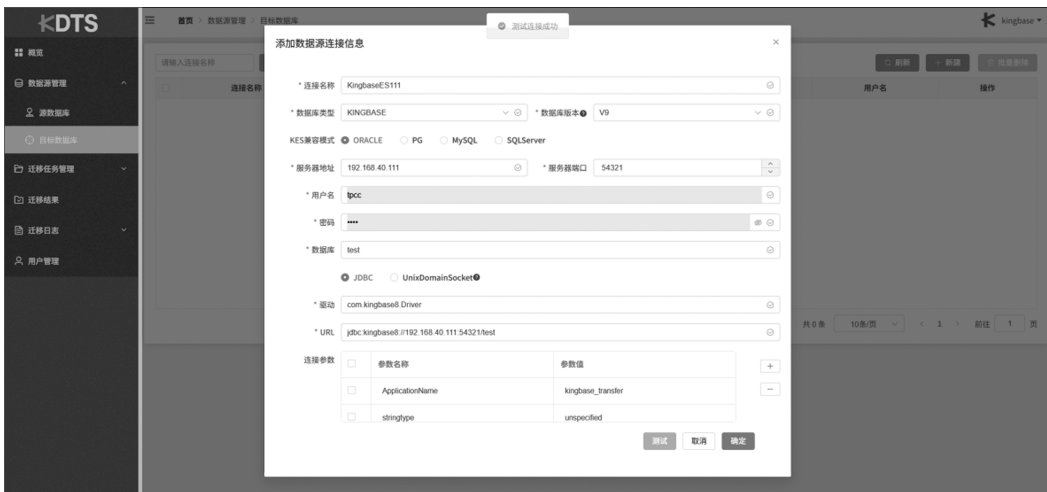 KDTS
首页 > 数据源管理 > 目标数据库
测试连接成功
kingbase
添加数据源连接信息
概览
请输入连接名称
刷新
+ 新建
批量删除
数据源管理
连接名称
用户名
操作
* 连接名称 KingbaseES111
源数据库
* 数据库类型 KINGBASE * 数据库版本 V9
目标数据库
KES兼容模式 ORACLE PG MySQL SQLServer
迁移任务管理
* 服务器地址 192.168.40.111 * 服务器端口 54321
迁移结果
* 用户名 tpcc
* 密码 ••••
迁移日志
* 数据库 test
用户管理
JDBC UnixDomainSocket
* 驱动 com.kingbase8.Driver
共 0 条 10条/页 < 1 > 前往 1 页
* URL jdbc:kingbase8://192.168.40.111:54321/test
连接参数 参数名称 参数值
ApplicationName kingbase_transfer
stringtype unspecified
测试 取消 确定